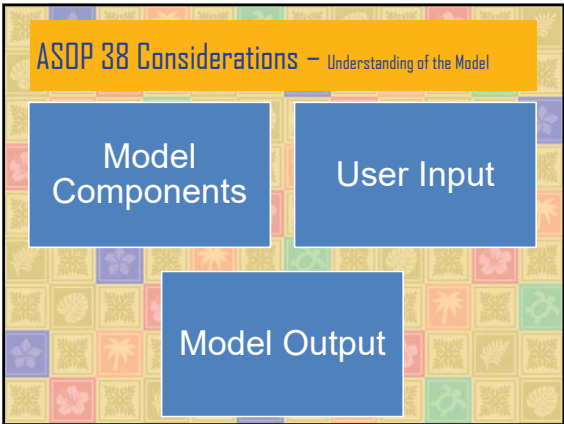 ASOP 38 Considerations – Understanding of the Model
Model
Components
User Input
Model Output